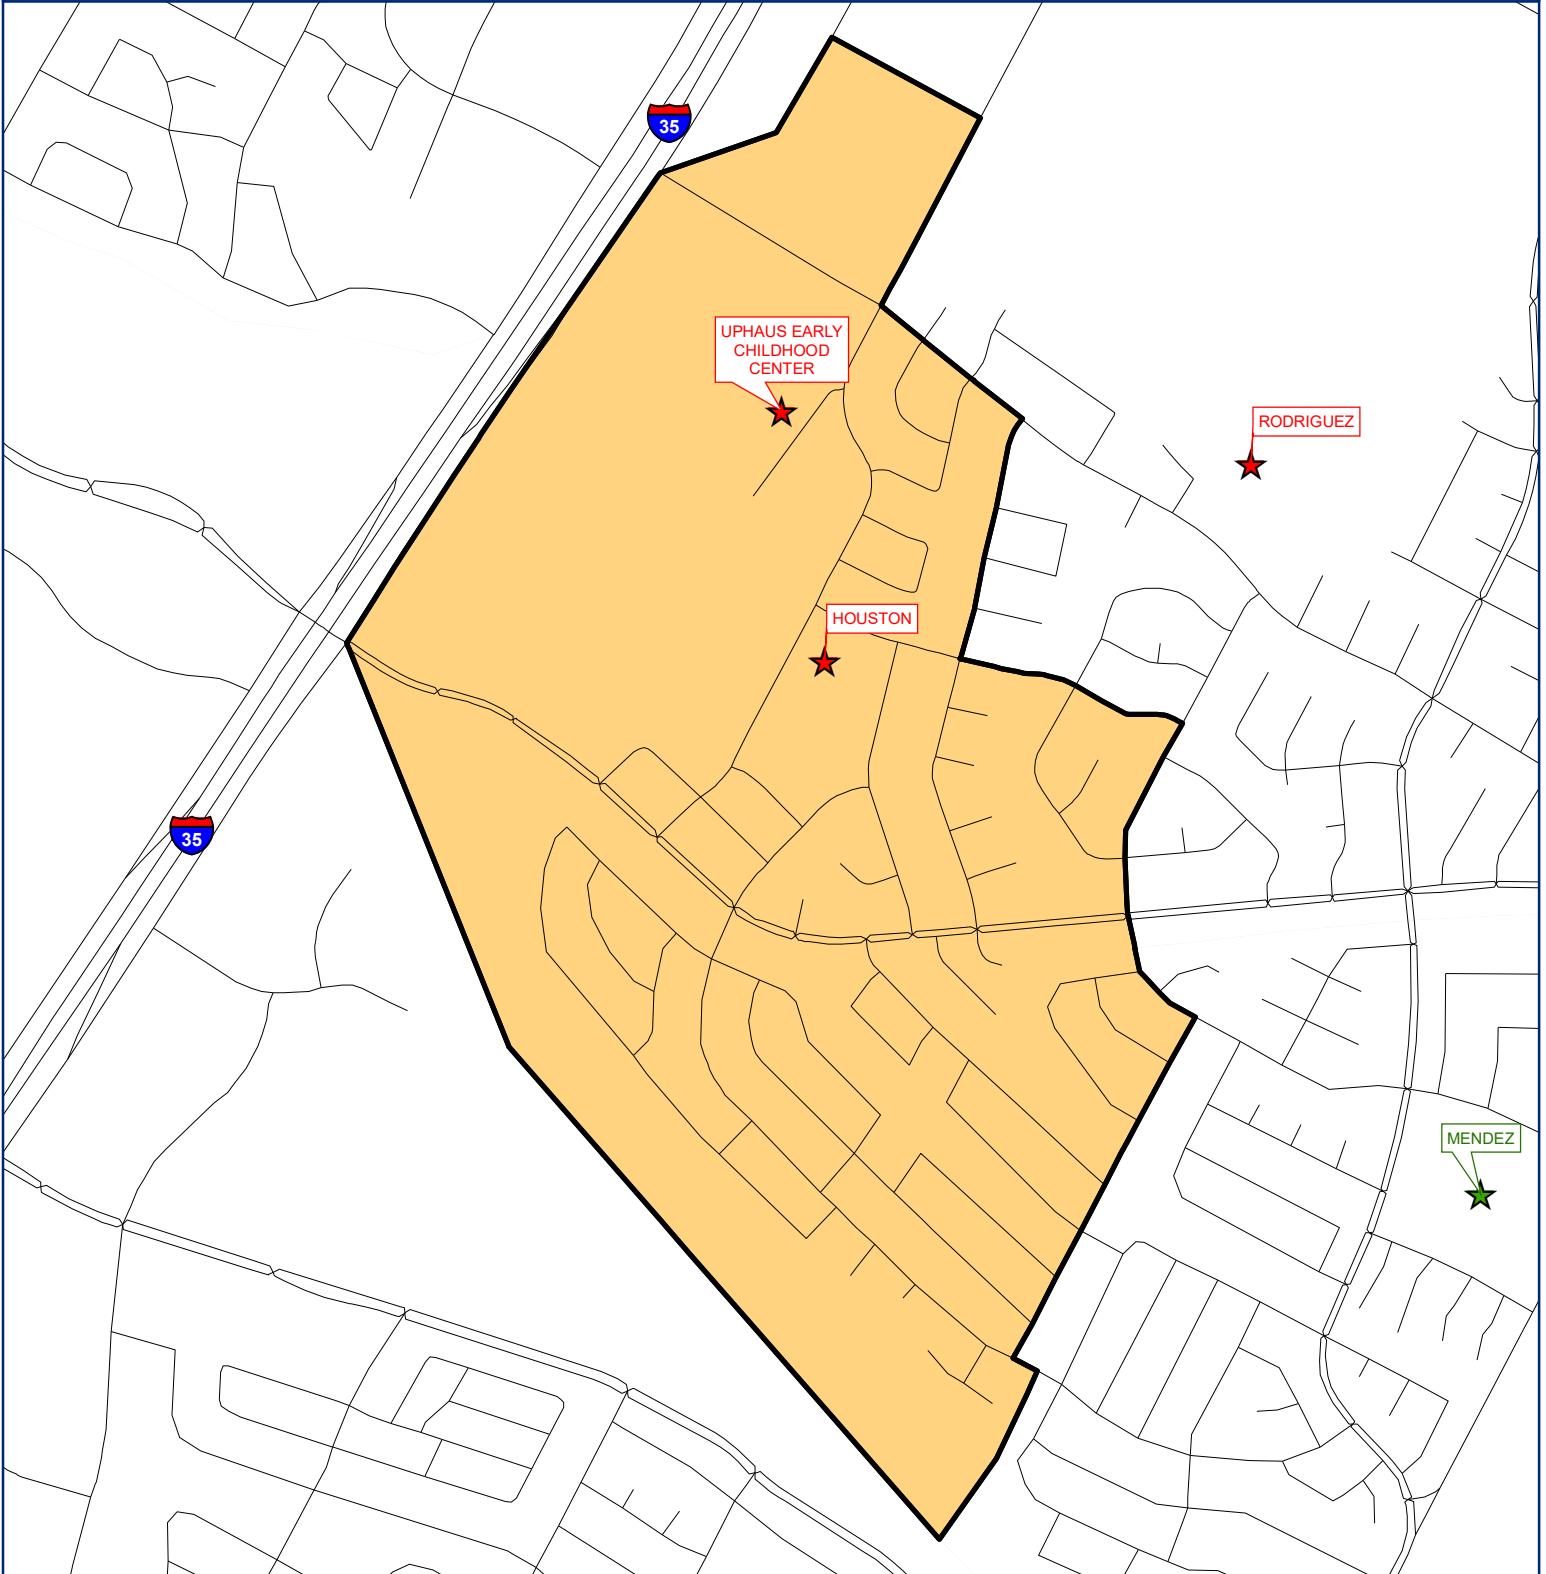 35
UPHAUS EARLY
CHILDHOOD
CENTER
RODRIGUEZ
HOUSTON
35
MENDEZ